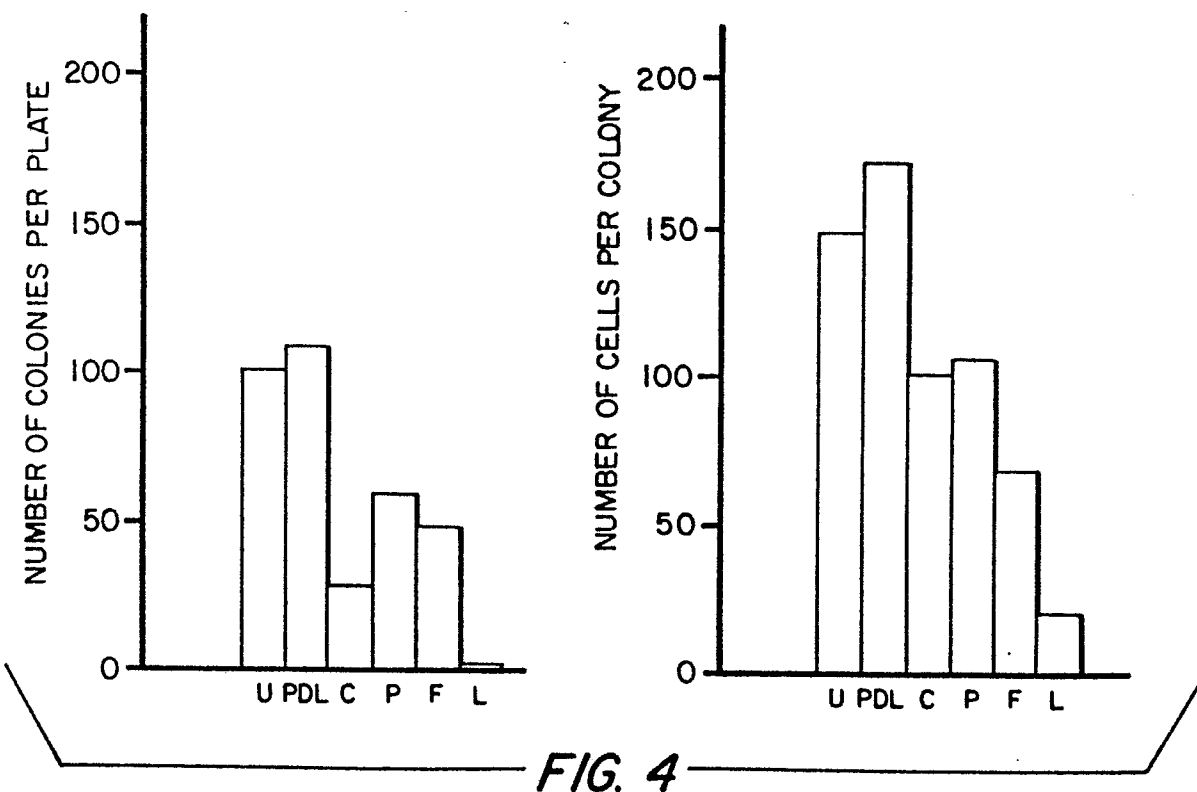 NUMBER OF COLONIES PER PLATE
200
150
100
50
0
U PDL C P F L
NUMBER OF CELLS PER COLONY
200
150
100
50
0
U PDL C P F L
FIG. 4